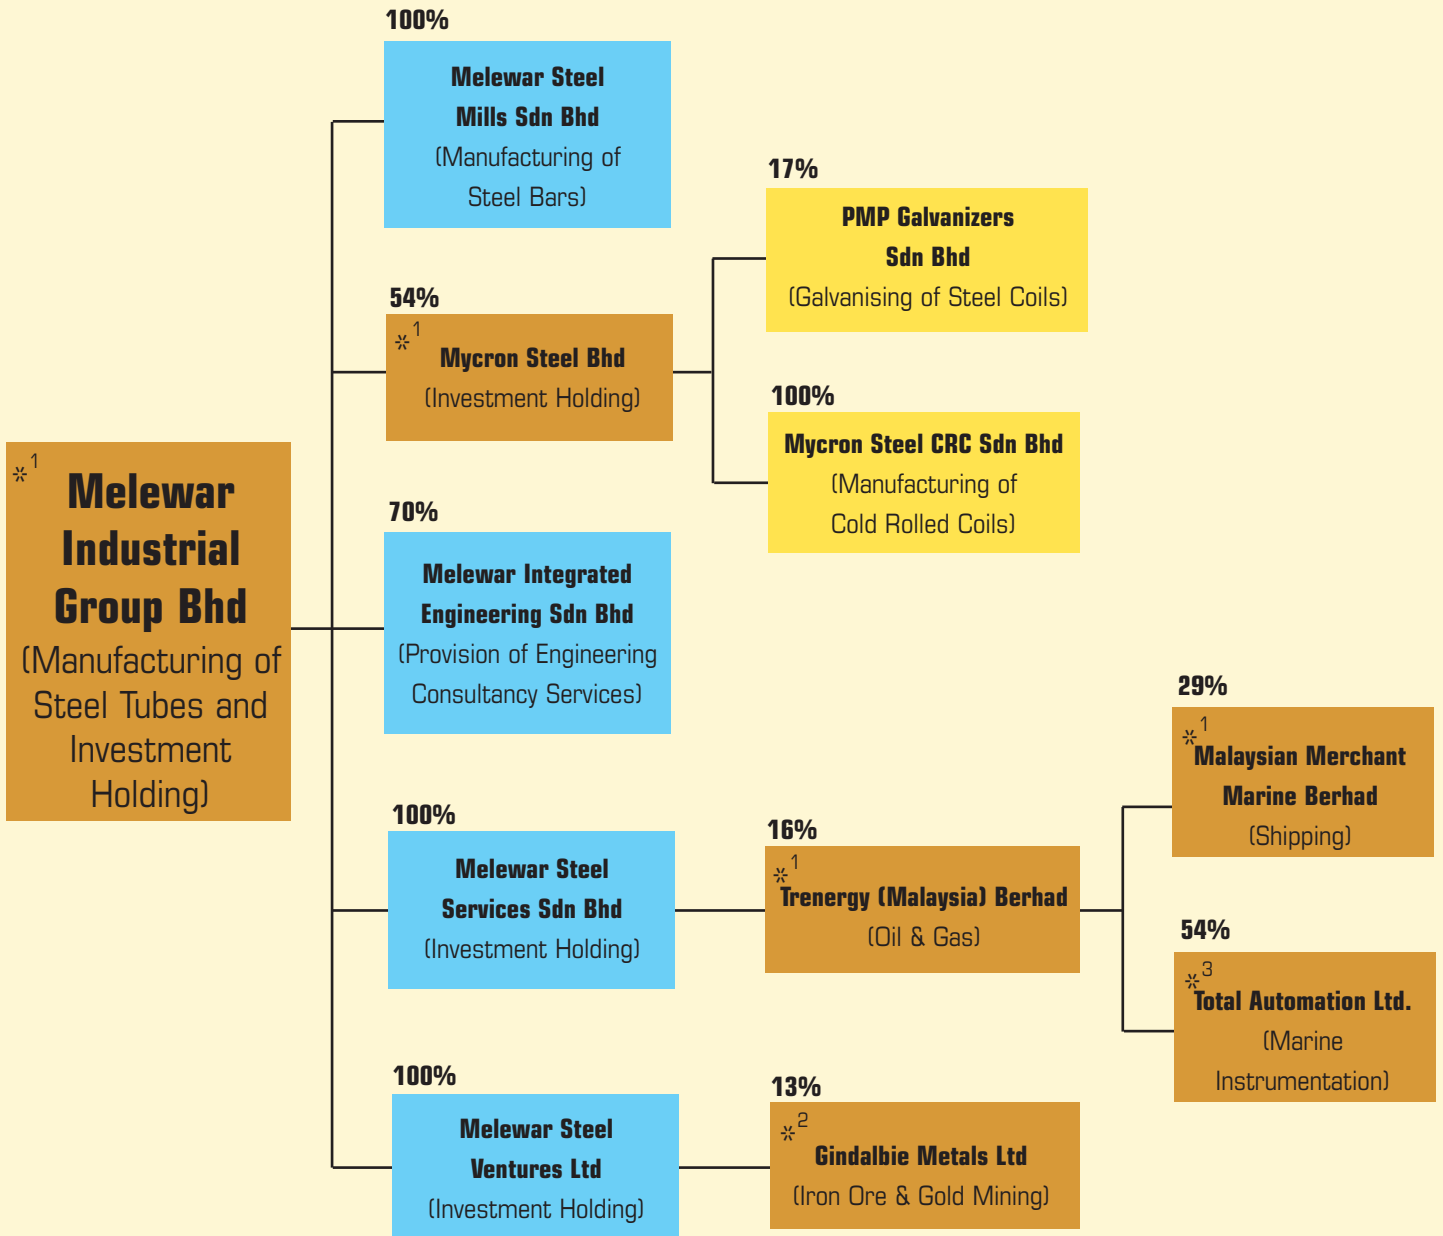 100%
Melewar Steel
Mills Sdn Bhd
(Manufacturing of
Steel Bars)
17%
PMP Galvanizers
Sdn Bhd
(Galvanising of Steel Coils)
54%
*1
Mycron Steel Bhd
(Investment Holding)
100%
Mycron Steel CRC Sdn Bhd
(Manufacturing of
Cold Rolled Coils)
*1
Melewar
Industrial
Group Bhd
(Manufacturing of
Steel Tubes and
Investment
Holding)
70%
Melewar Integrated
Engineering Sdn Bhd
(Provision of Engineering
Consultancy Services)
100%
Melewar Steel
Services Sdn Bhd
(Investment Holding)
16%
*1
Trenergy (Malaysia) Berhad
(Oil & Gas)
29%
*1
Malaysian Merchant
Marine Berhad
(Shipping)
54%
*3
Total Automation Ltd.
(Marine
Instrumentation)
100%
Melewar Steel
Ventures Ltd
(Investment Holding)
13%
*2
Gindalbie Metals Ltd
(Iron Ore & Gold Mining)